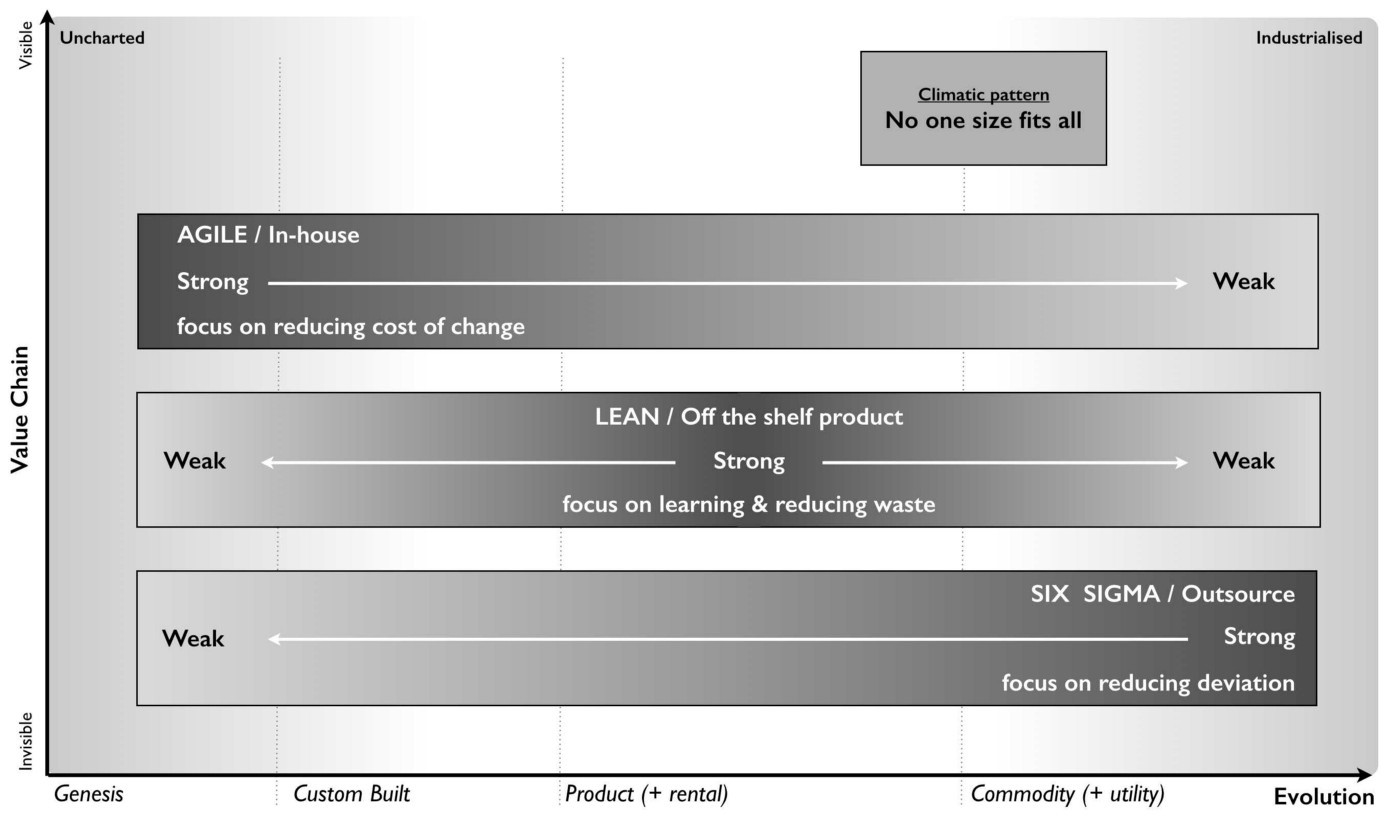 Visible
Uncharted
Industrialised
Climatic pattern
No one size fits all
AGILE / In-house
Strong
Weak
focus on reducing cost of change
Value Chain
LEAN / Off the shelf product
Weak
Strong
Weak
focus on learning & reducing waste
SIX SIGMA / Outsource
Weak
Strong
focus on reducing deviation
Invisible
Genesis
Custom Built
Product (+ rental)
Commodity (+ utility)
Evolution